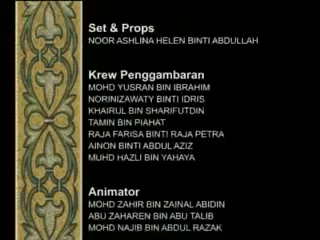 Set & Props
NOOR ASHLINA HELEN BINTI ABDULLAH
Krew Penggambaran
MOHD YUSRAN BIN IBRAHIM
NORINIZAWATY BINTI IDRIS
KHAIRUL BIN SHARIFUTDIN
TAMIN BIN PIAHAT
RAJA FARISA BINTI RAJA PETRA
AINON BINTI ABDUL AZIZ
MUHD HAZLI BIN YAHAYA
Animator
MOHD ZAHIR BIN ZAINAL ABIDIN
ABU ZAHAREN BIN ABU TALIB
MOHD NAJIB BIN ABDUL RAZAK